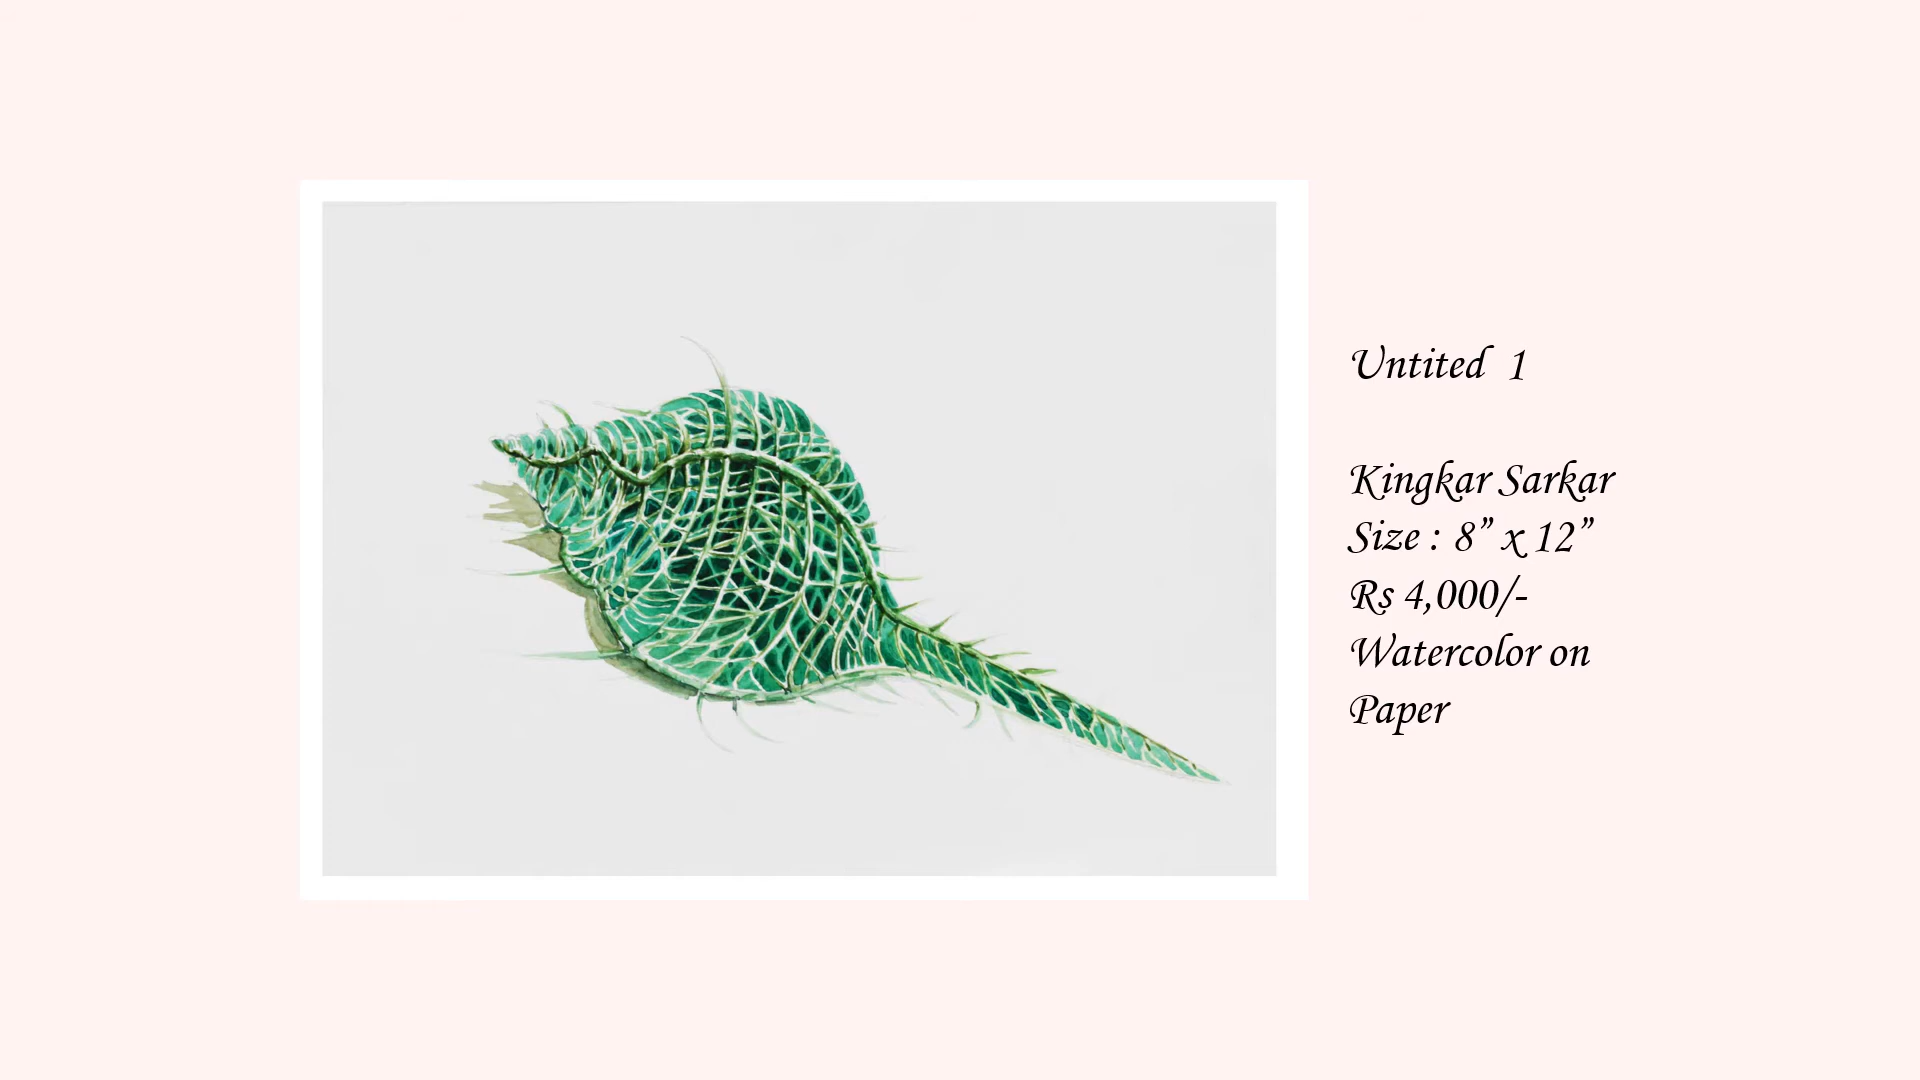 Untited 1
Kingkar Sarkar
Size : 8” x 12”
Rs 4,000/-
Watercolor on
Paper